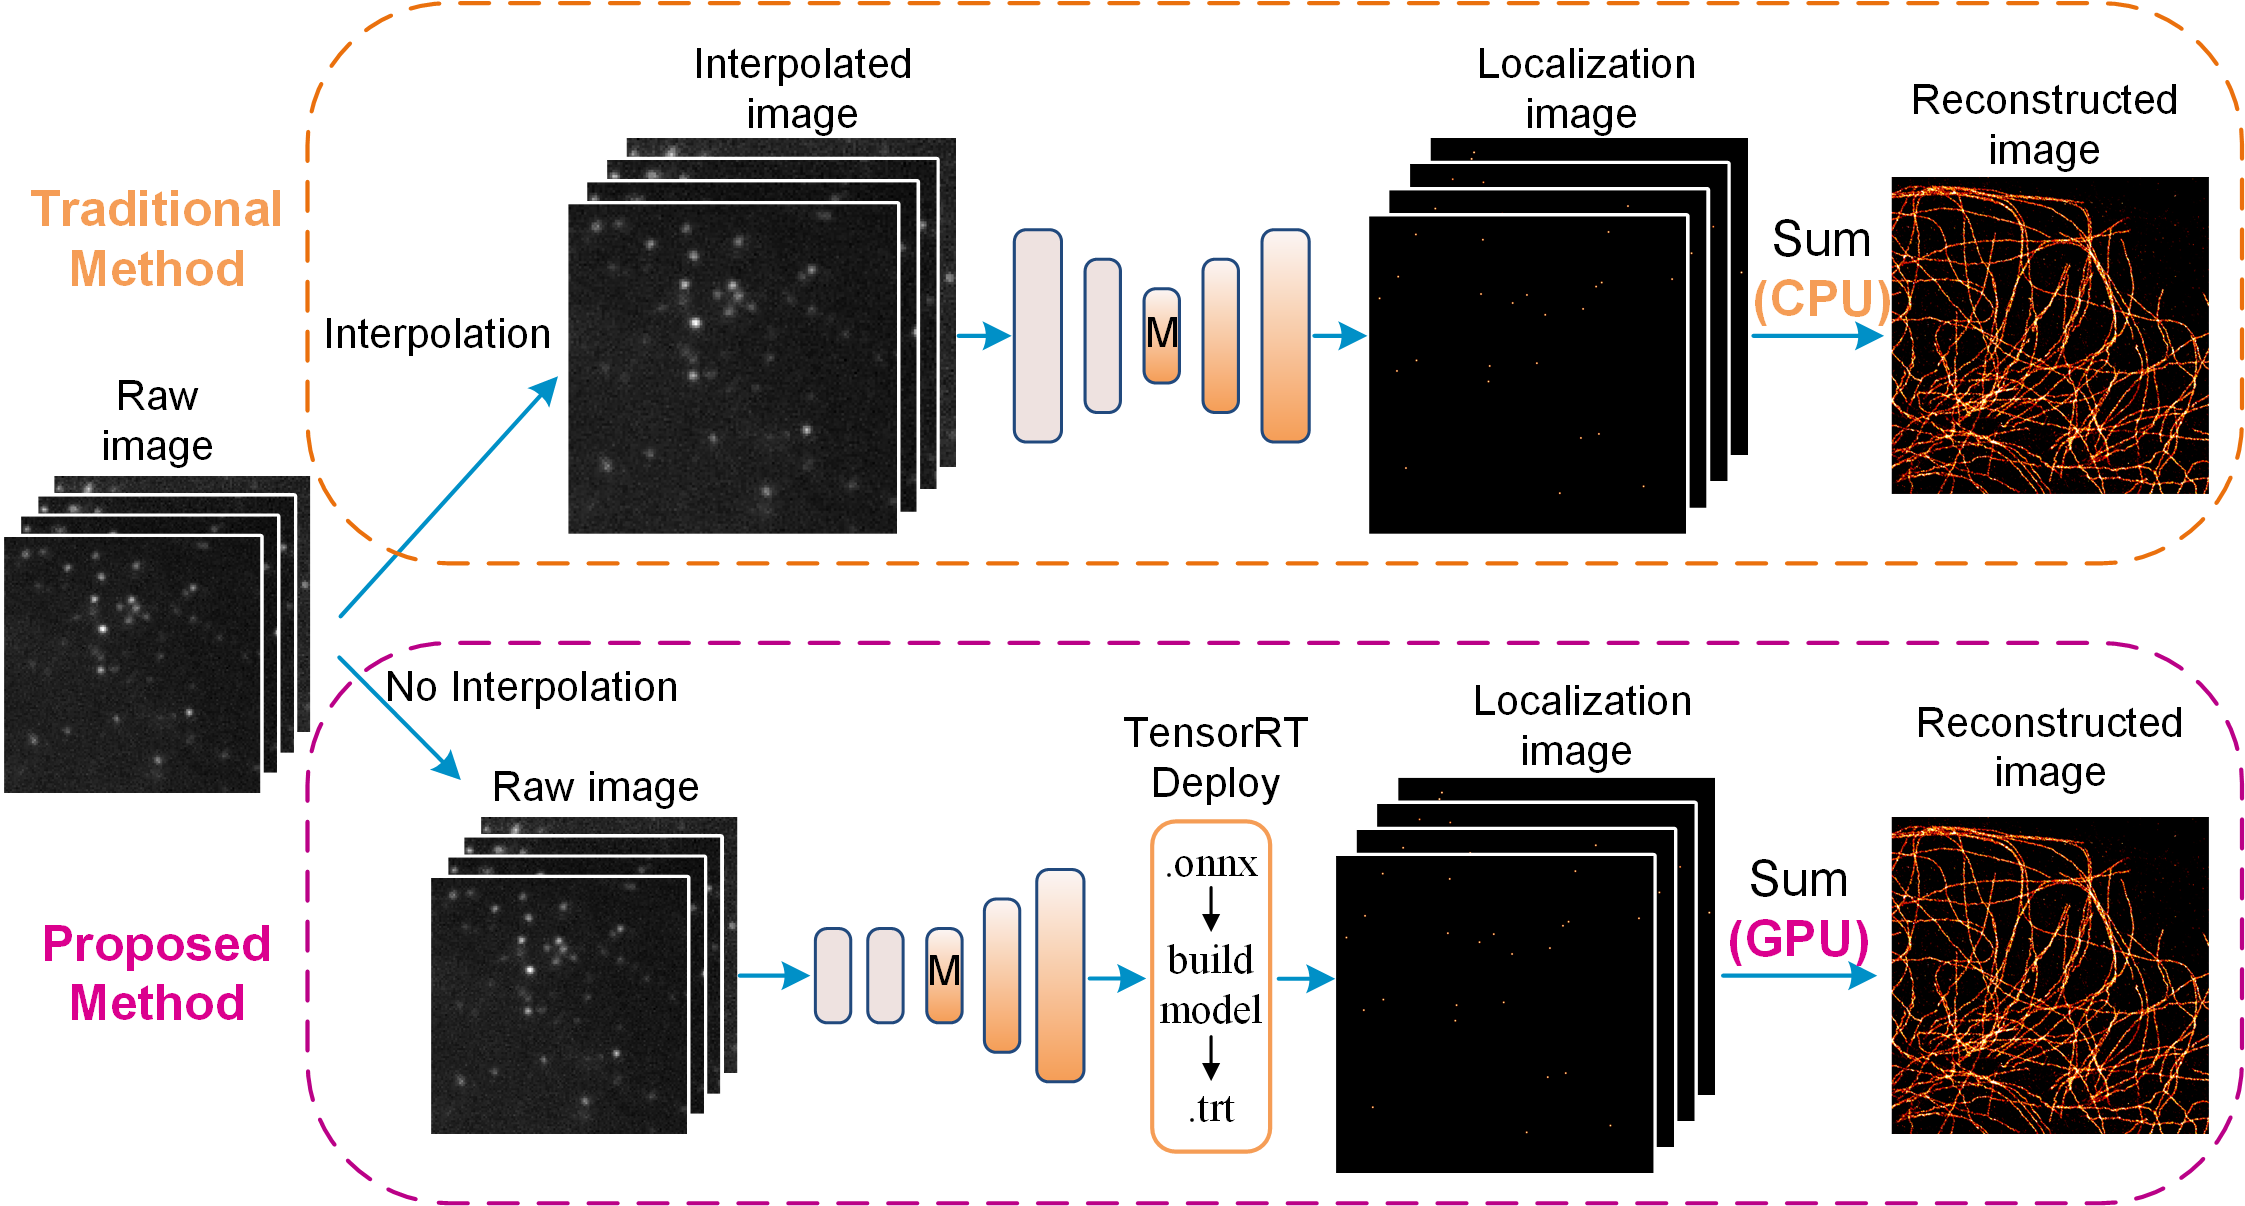 Traditional
Method
Raw
image
Interpolation
Interpolated
image
M
Localization
image
Sum
(CPU)
Reconstructed
image
Proposed
Method
No Interpolation
Raw image
M
TensorRT
Deploy
.onnx
build
model
.trt
Localization
image
Sum
(GPU)
Reconstructed
image